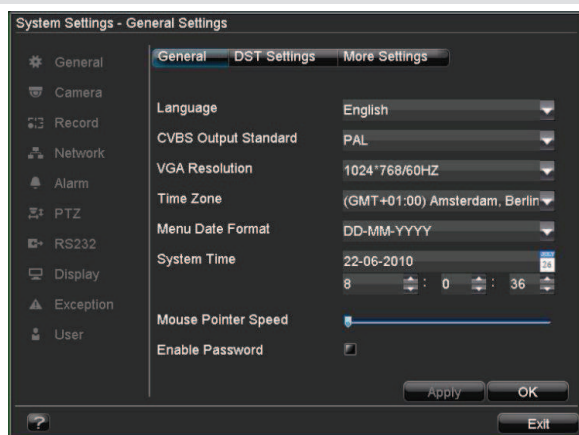 System Settings - General Settings
General DST Settings More Settings
General
Camera
Record
Network
Alarm
PTZ
RS232
Display
Exception
User
Language English
CVBS Output Standard PAL
VGA Resolution 1024*768/60HZ
Time Zone (GMT+01:00) Amsterdam, Berlin
Menu Date Format DD-MM-YYYY
System Time 22-06-2010
8 : 0 : 36
Mouse Pointer Speed
Enable Password
Apply OK
? Exit